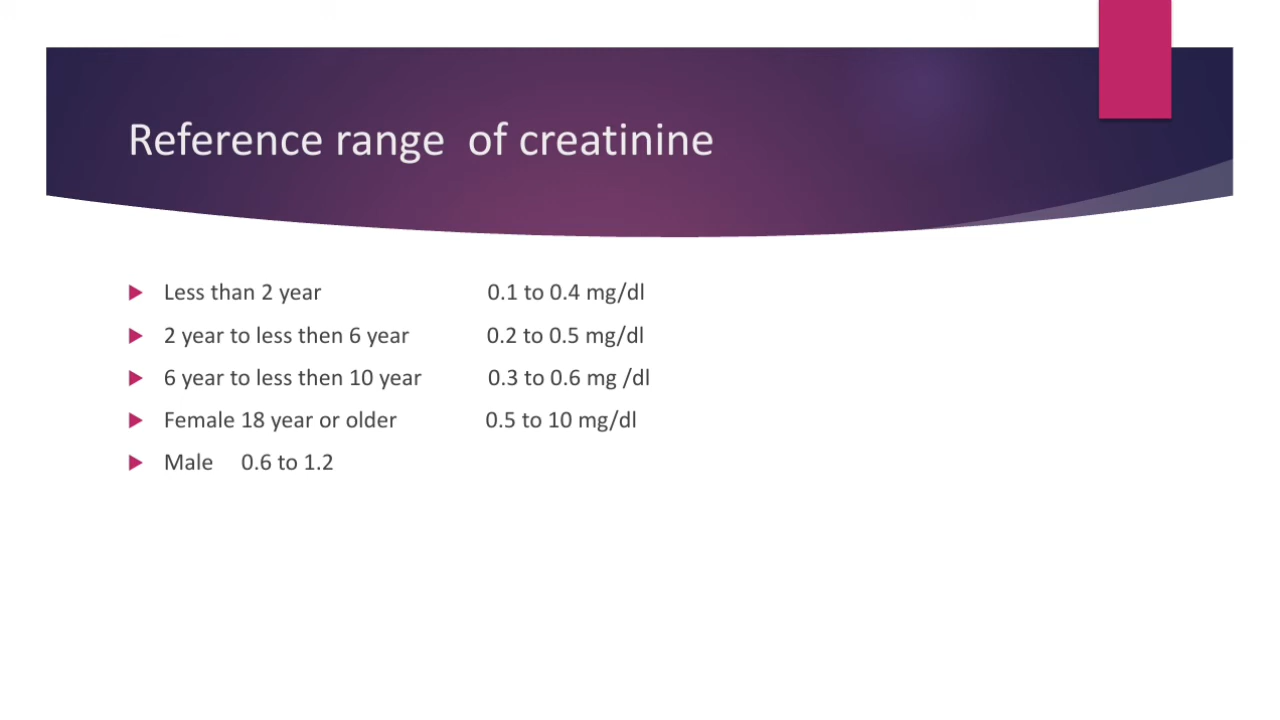 Reference range  of creatinine
Less than 2 year 0.1 to 0.4 mg/dl
2 year to less then 6 year 0.2 to 0.5 mg/dl
6 year to less then 10 year 0.3 to 0.6 mg /dl
Female 18 year or older 0.5 to 10 mg/dl
Male 0.6 to 1.2